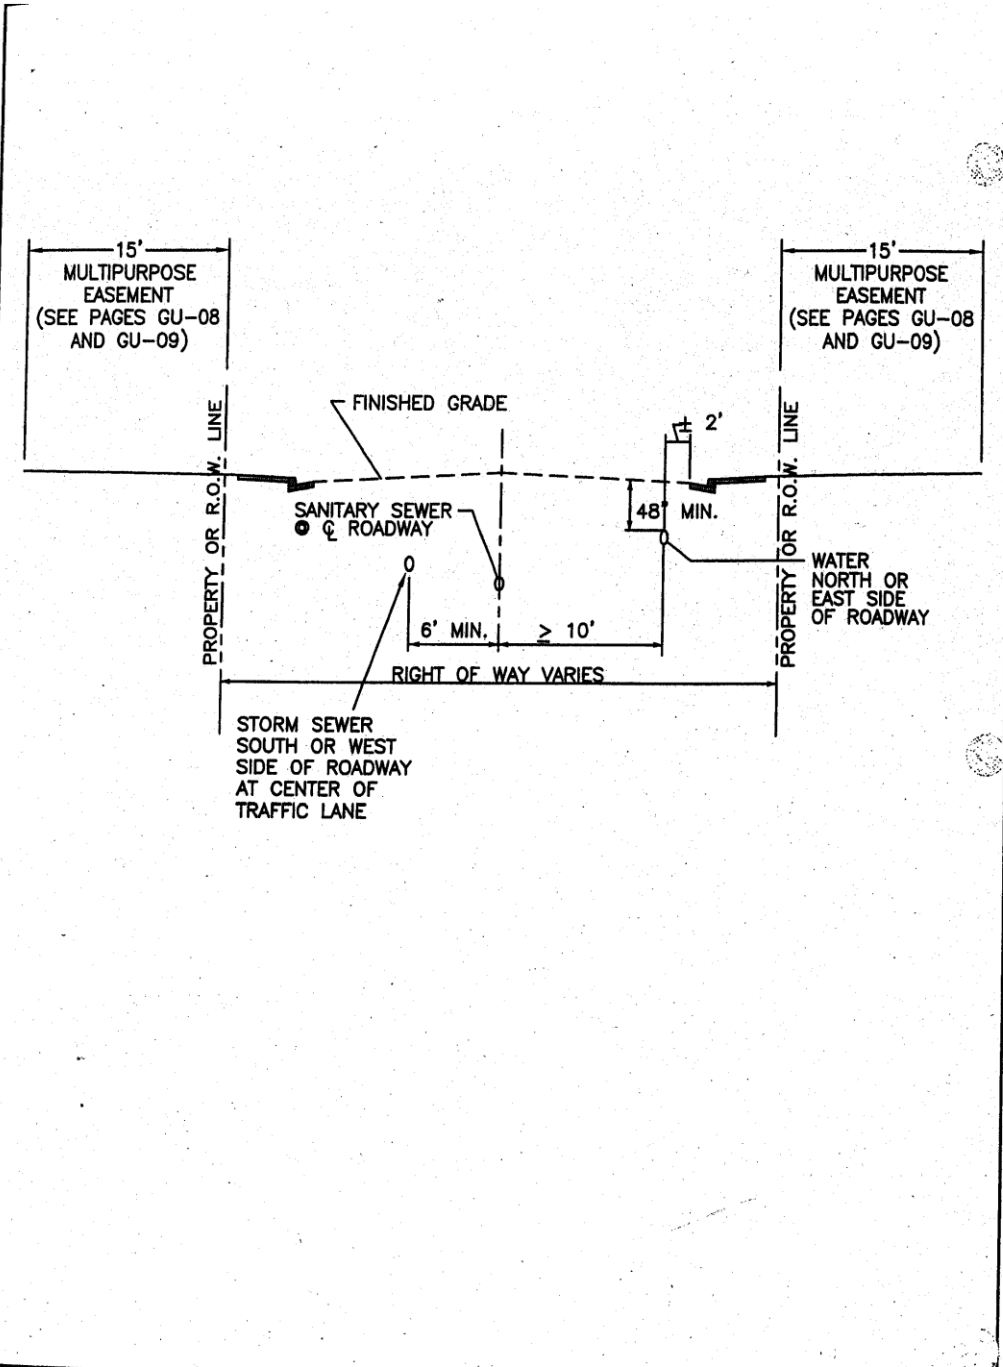 15'
MULTIPURPOSE
EASEMENT
(SEE PAGES GU-08
AND GU-09)
15'
MULTIPURPOSE
EASEMENT
(SEE PAGES GU-08
AND GU-09)
PROPERTY OR R.O.W. LINE
FINISHED GRADE
± 2'
PROPERTY OR R.O.W. LINE
SANITARY SEWER
@ ℄ ROADWAY
48" MIN.
WATER
NORTH OR
EAST SIDE
OF ROADWAY
6' MIN.
≥ 10'
RIGHT OF WAY VARIES
STORM SEWER
SOUTH OR WEST
SIDE OF ROADWAY
AT CENTER OF
TRAFFIC LANE